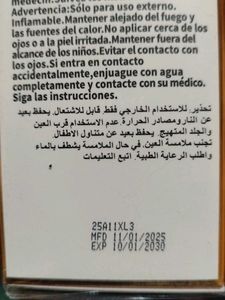 Advertencia:Sólo para uso externo.
Inflamable.Mantener alejado del fuego y
las fuentes del calor.No aplicar cerca de los
ojos o a la piel irritada.Mantener fuera del
alcance de los niños.Evitar el contacto con
los ojos.Si entra en contacto
accidentalmente,enjuague con agua
completamente y contacte con su médico.
Siga las instrucciones.
تحذير. للاستخدام الخارجي فقط قابل للاشتعال. يحفظ بعيد
عن النارو مصادر الحرارة. عدم الاستخدام قرب العين
والجلد المتهيج. يحفظ بعيد عن متناول الاطفال
تجنب ملامسة العين. في حال الملامسة يشطف بالماء
واطلب الرعاية الطبية. اتبع التعليمات
25A11XL3
MFD 11/01/2025
EXP 10/01/2030